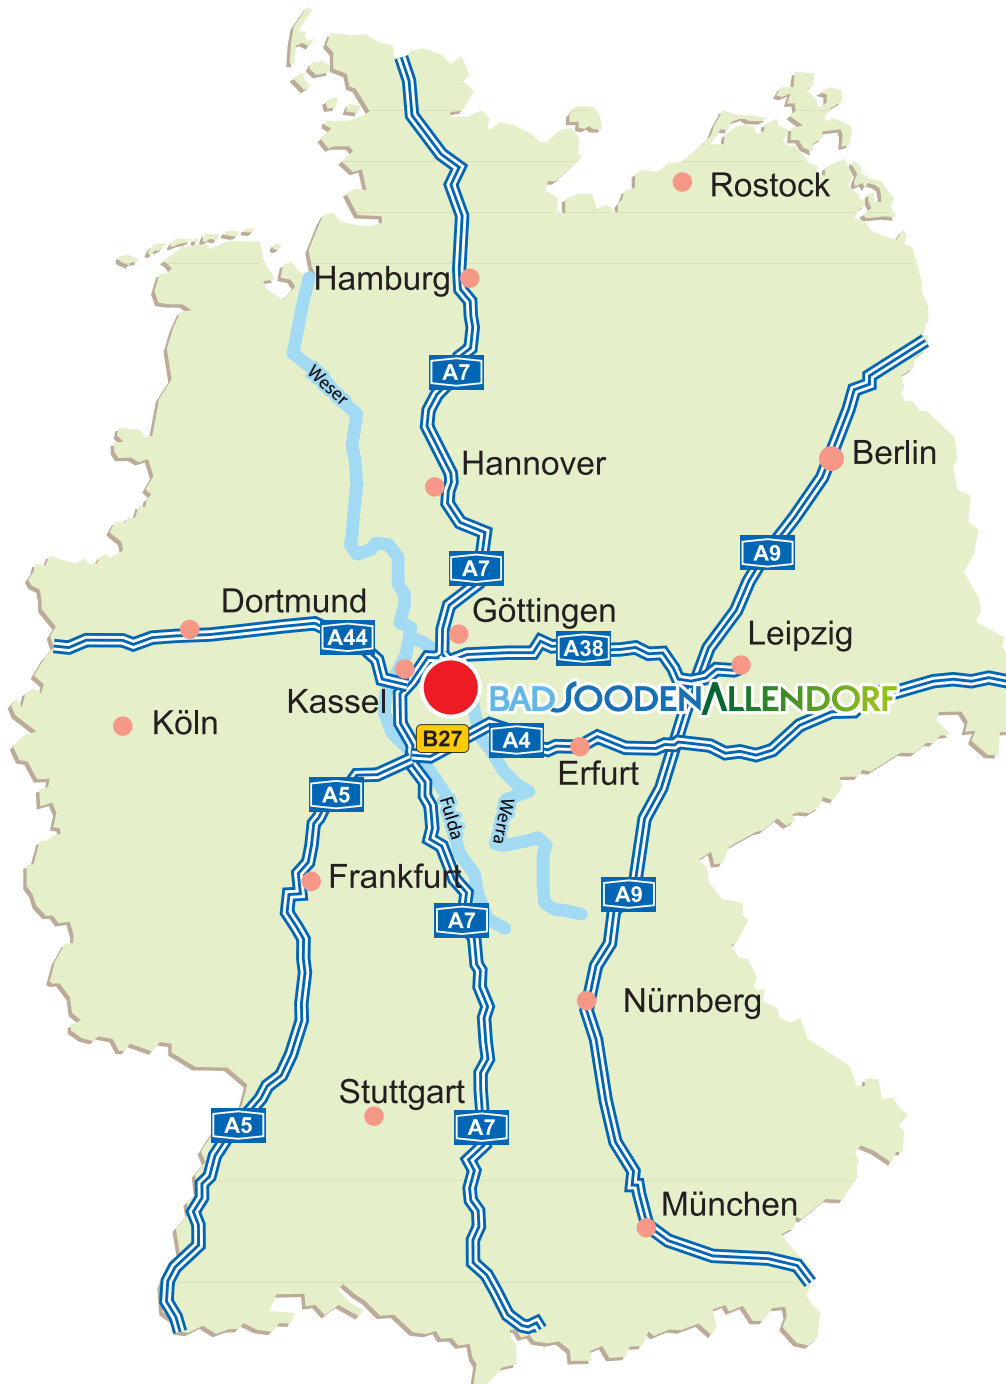 Rostock
Hamburg
A7
Weser
Berlin
Hannover
A9
A7
Dortmund
Göttingen
A44
A38
Leipzig
Kassel
BAD SOODEN ALLENDORF
Köln
B27
A4
Erfurt
A5
Fulda
Werra
Frankfurt
A9
A7
Nürnberg
Stuttgart
A5
A7
München